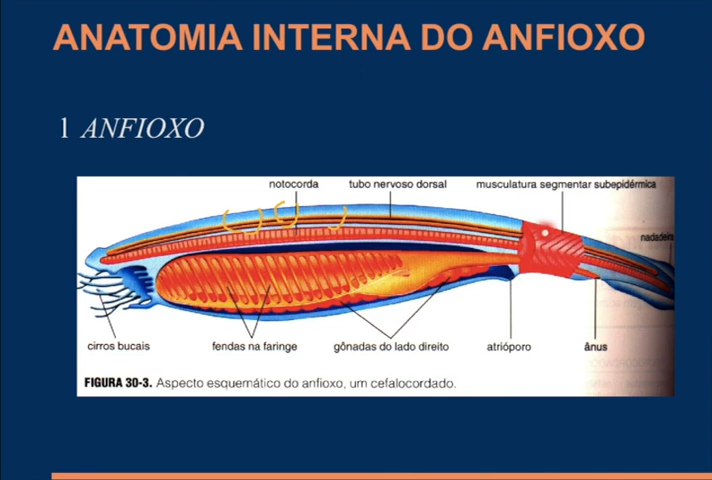 ANATOMIA INTERNA DO ANFIOXO
1 ANFIOXO
notocorda tubo nervoso dorsal musculatura segmentar subepidérmica
nadadeira
cirros bucais fendas na faringe gônadas do lado direito atrióporo ânus
FIGURA 30-3. Aspecto esquemático do anfioxo, um cefalocordado.